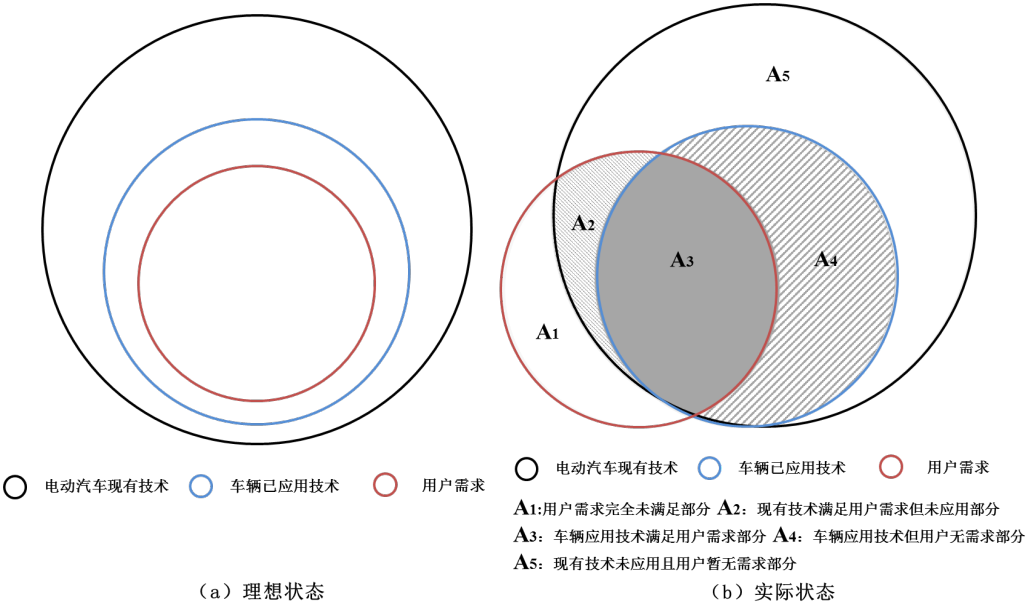 A5
A2
A3
A4
A1
电动汽车现有技术 车辆已应用技术 用户需求
电动汽车现有技术 车辆已应用技术 用户需求
A1:用户需求完全未满足部分 A2：现有技术满足用户需求但未应用部分
A3：车辆应用技术满足用户需求部分 A4：车辆应用技术但用户无需求部分
A5：现有技术未应用且用户暂无需求部分
（a）理想状态
（b）实际状态